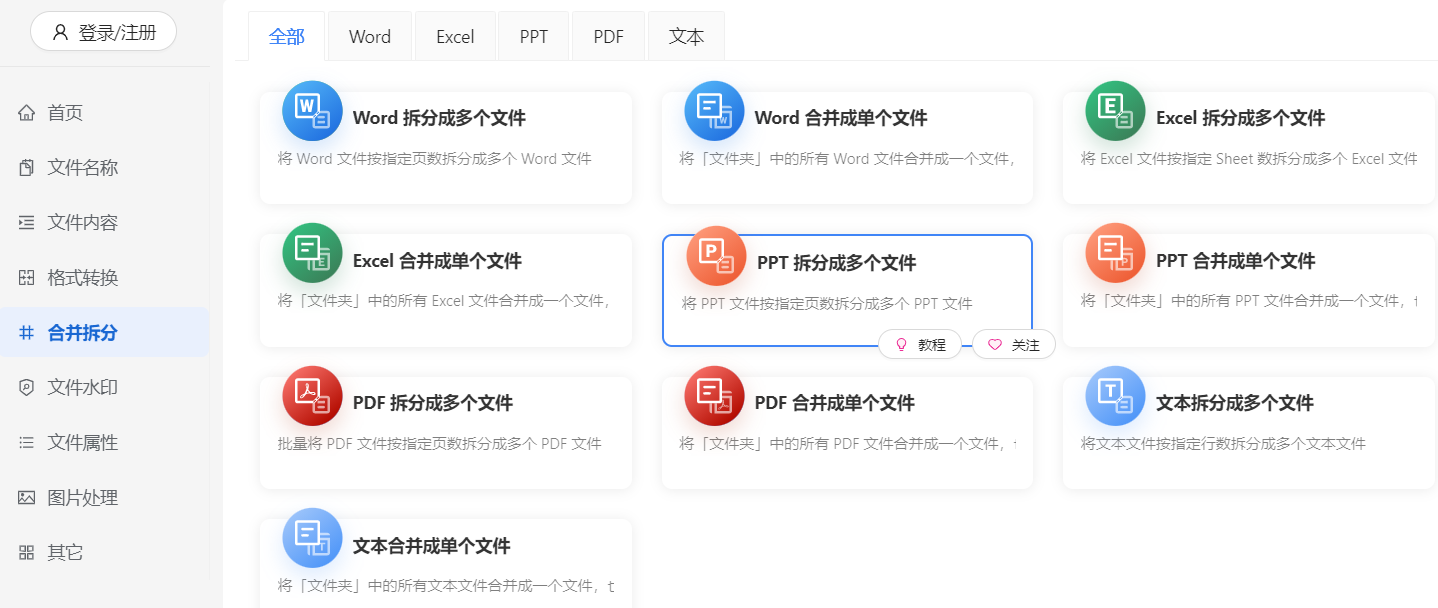 登录/注册
首页
文件名称
文件内容
格式转换
合并拆分
文件水印
文件属性
图片处理
其它
全部
Word
Excel
PPT
PDF
文本
Word 拆分成多个文件
将 Word 文件按指定页数拆分成多个 Word 文件
Word 合并成单个文件
将「文件夹」中的所有 Word 文件合并成一个文件，
Excel 拆分成多个文件
将 Excel 文件按指定 Sheet 数拆分成多个 Excel 文件
Excel 合并成单个文件
将「文件夹」中的所有 Excel 文件合并成一个文件，
PPT 拆分成多个文件
将 PPT 文件按指定页数拆分成多个 PPT 文件
教程
关注
PPT 合并成单个文件
将「文件夹」中的所有 PPT 文件合并成一个文件，
PDF 拆分成多个文件
批量将 PDF 文件按指定页数拆分成多个 PDF 文件
PDF 合并成单个文件
将「文件夹」中的所有 PDF 文件合并成一个文件，
文本拆分成多个文件
将文本文件按指定行数拆分成多个文本文件
文本合并成单个文件
将「文件夹」中的所有文本文件合并成一个文件，t